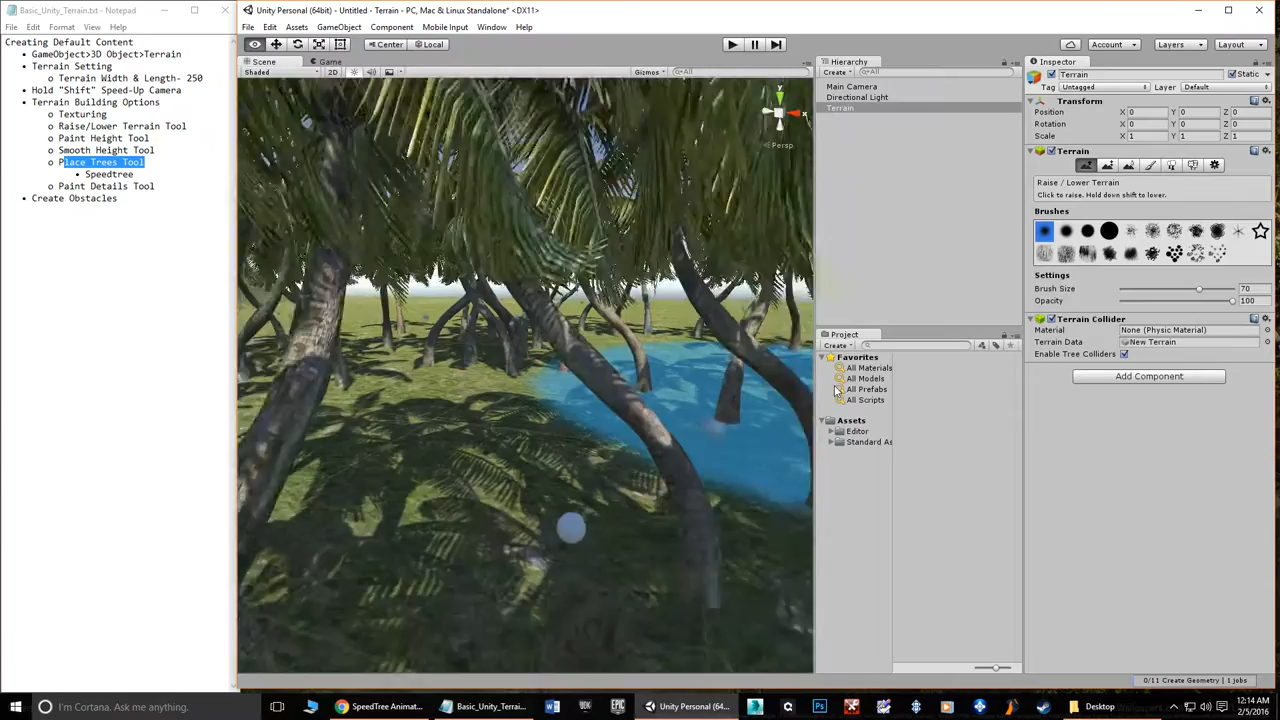 Basic_Unity_Terrain.txt - Notepad
File Edit Format View Help
Creating Default Content
• GameObject>3D Object>Terrain
• Terrain Setting
o Terrain Width & Length- 250
• Hold "Shift" Speed-Up Camera
• Terrain Building Options
o Texturing
o Raise/Lower Terrain Tool
o Paint Height Tool
o Smooth Height Tool
o Place Trees Tool
• Speedtree
o Paint Details Tool
• Create Obstacles
Unity Personal (64bit) - Untitled - Terrain - PC, Mac & Linux Standalone* <DX11>
File Edit Assets GameObject Component Mobile Input Window Help
Center Local Account Layers Layout
Scene Game
Shaded 2D Gizmos All
y
x
Persp
Hierarchy
Create All
Main Camera
Directional Light
Terrain
Project
Create
Favorites
All Materials
All Models
All Prefabs
All Scripts
Assets
Editor
Standard As
Inspector
Terrain Static
Tag Untagged Layer Default
Transform
Position X 0 Y 0 Z 0
Rotation X 0 Y 0 Z 0
Scale X 1 Y 1 Z 1
Terrain
Raise / Lower Terrain
Click to raise. Hold down shift to lower.
Brushes
Settings
Brush Size 70
Opacity 100
Terrain Collider
Material None (Physic Material)
Terrain Data New Terrain
Enable Tree Colliders
Add Component
0/11 Create Geometry | 1 jobs
I'm Cortana. Ask me anything.
SpeedTree Animat...
Basic_Unity_Terrain...
Unity Personal (64...
Desktop
12:14 AM
2/5/2016